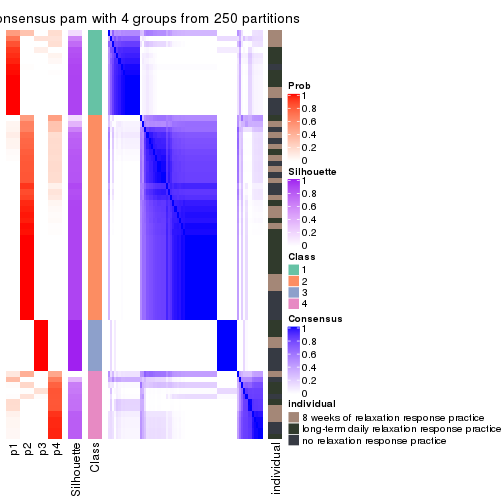 onsensus pam with 4 groups from 250 partitions
Prob
1
0.8
0.6
0.4
0.2
0
Silhouette
1
0.8
0.6
0.4
0.2
0
Class
1
2
3
4
Consensus
1
0.8
0.6
0.4
0.2
0
individual
8 weeks of relaxation response practice
long-term daily relaxation response practice
no relaxation response practice
p1
p2
p3
p4
Silhouette
Class
individual